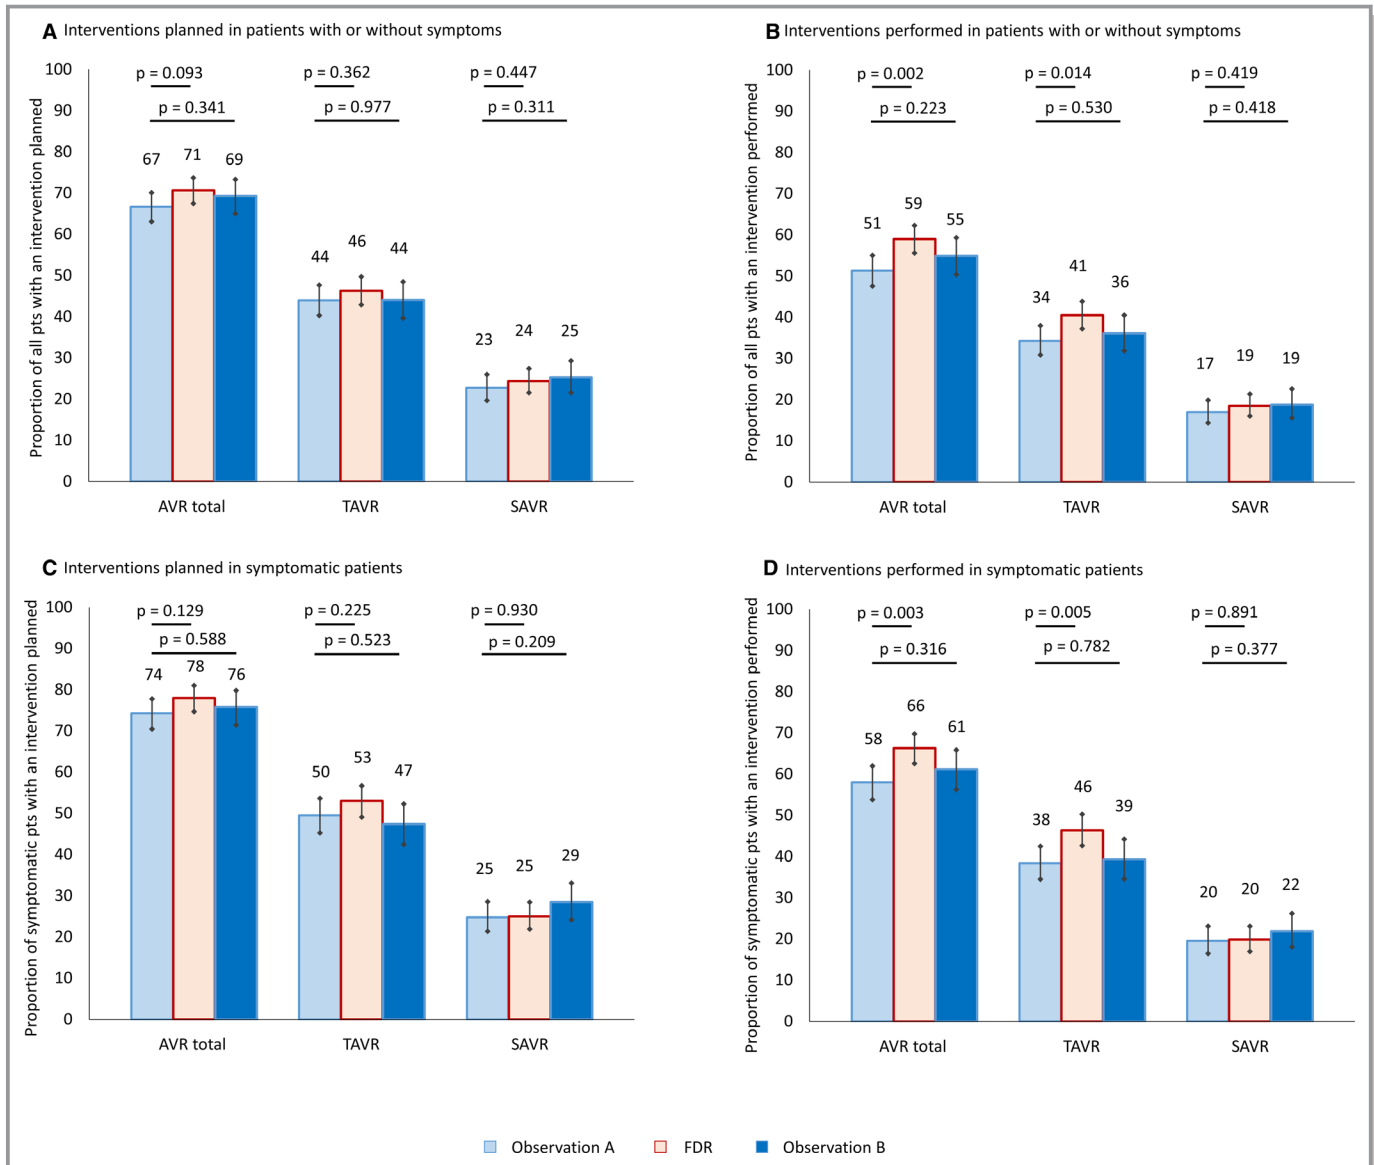 A Interventions planned in patients with or without symptoms
Proportion of all pts with an intervention planned
100
90
80
70
60
50
40
30
20
10
0
p = 0.093
p = 0.341
p = 0.362
p = 0.977
p = 0.447
p = 0.311
67
71
69
44
46
44
23
24
25
AVR total
TAVR
SAVR
B Interventions performed in patients with or without symptoms
Proportion of all pts with an intervention performed
100
90
80
70
60
50
40
30
20
10
0
p = 0.002
p = 0.223
p = 0.014
p = 0.530
p = 0.419
p = 0.418
51
59
55
34
41
36
17
19
19
AVR total
TAVR
SAVR
C Interventions planned in symptomatic patients
Proportion of symptomatic pts with an intervention planned
100
90
80
70
60
50
40
30
20
10
0
p = 0.129
p = 0.588
p = 0.225
p = 0.523
p = 0.930
p = 0.209
74
78
76
50
53
47
25
25
29
AVR total
TAVR
SAVR
D Interventions performed in symptomatic patients
Proportion of symptomatic pts with an intervention performed
100
90
80
70
60
50
40
30
20
10
0
p = 0.003
p = 0.316
p = 0.005
p = 0.782
p = 0.891
p = 0.377
58
66
61
38
46
39
20
20
22
AVR total
TAVR
SAVR
Observation A
FDR
Observation B